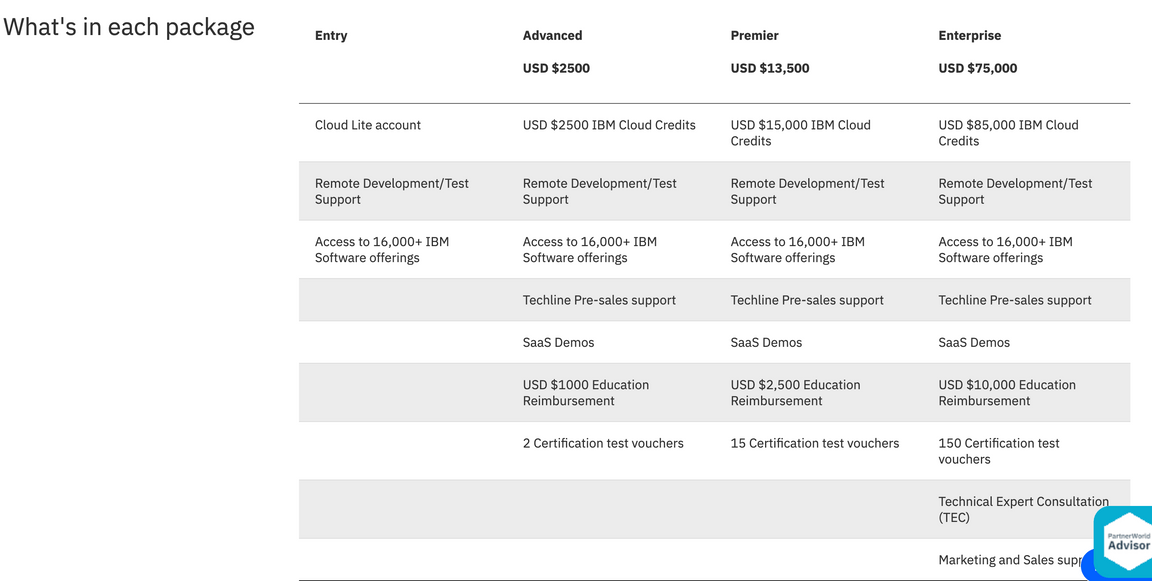 What's in each package
Entry
Advanced
Premier
Enterprise
USD $2500
USD $13,500
USD $75,000
Cloud Lite account
USD $2500 IBM Cloud Credits
USD $15,000 IBM Cloud
Credits
USD $85,000 IBM Cloud
Credits
Remote Development/Test
Support
Remote Development/Test
Support
Remote Development/Test
Support
Remote Development/Test
Support
Access to 16,000+ IBM
Software offerings
Access to 16,000+ IBM
Software offerings
Access to 16,000+ IBM
Software offerings
Access to 16,000+ IBM
Software offerings
Techline Pre-sales support
Techline Pre-sales support
Techline Pre-sales support
SaaS Demos
SaaS Demos
SaaS Demos
USD $1000 Education
Reimbursement
USD $2,500 Education
Reimbursement
USD $10,000 Education
Reimbursement
2 Certification test vouchers
15 Certification test vouchers
150 Certification test
vouchers
Technical Expert Consultation
(TEC)
Marketing and Sales
PartnerWorld
Advisor